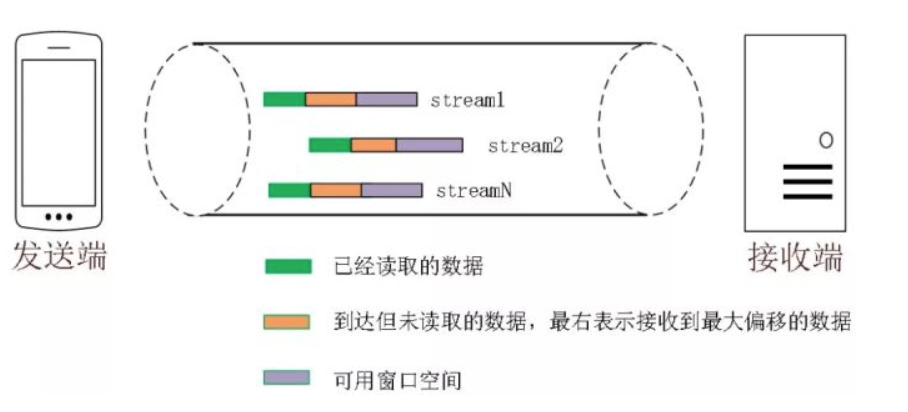 stream1
stream2
streamN
发送端
接收端
已经读取的数据
到达但未读取的数据，最右表示接收到最大偏移的数据
可用窗口空间